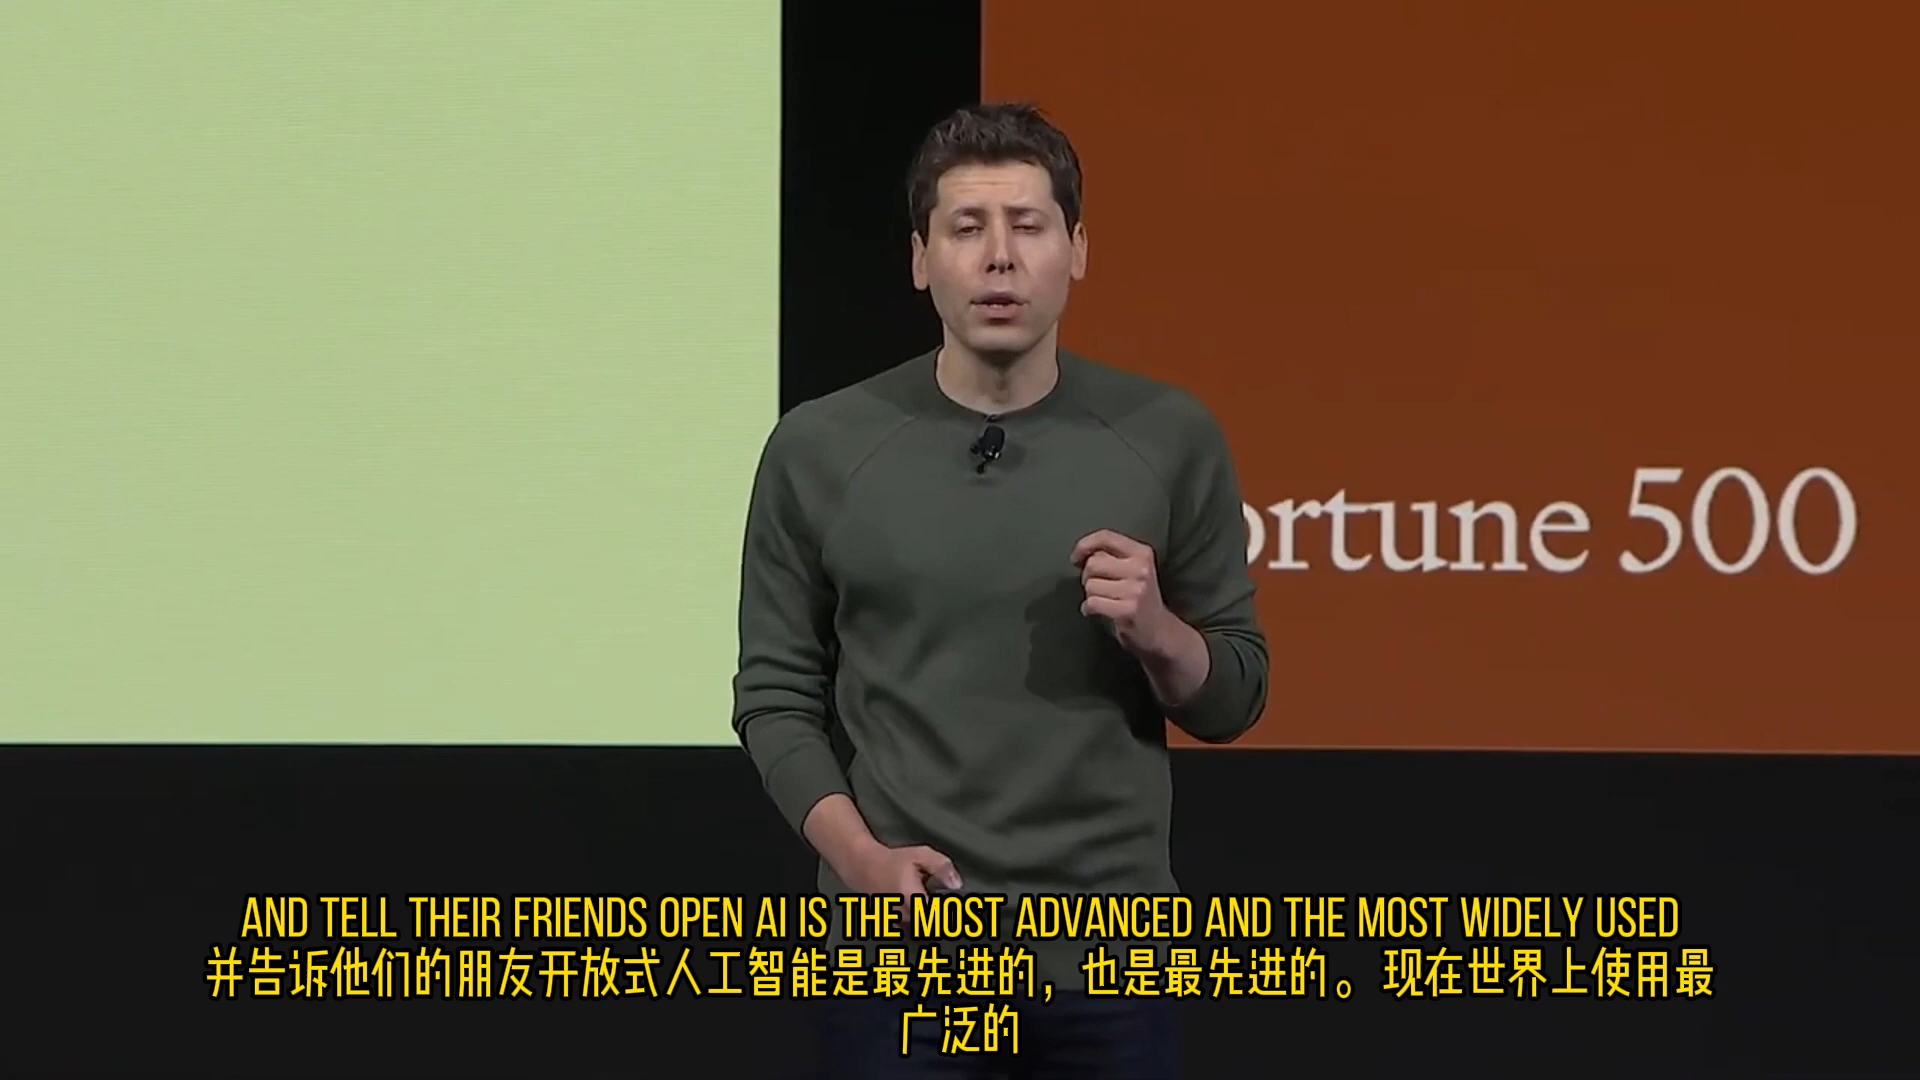 ortune 500
AND TELL THEIR FRIENDS OPEN AI IS THE MOST ADVANCED AND THE MOST WIDELY USED
并告诉他们的朋友开放式人工智能是最先进的，也是最先进的。现在世界上使用最
广泛的